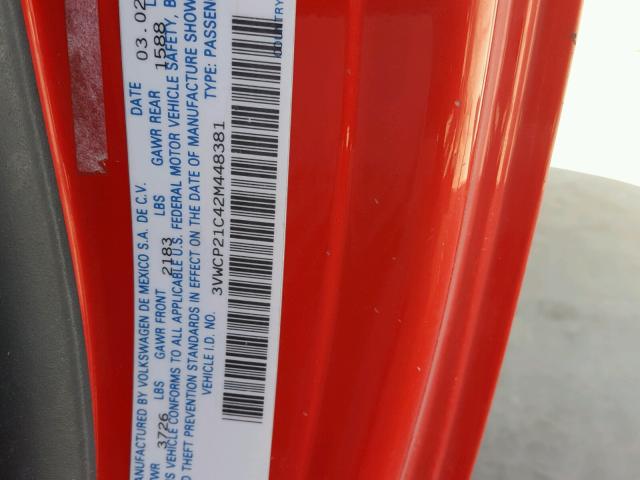 MANUFACTURED BY VOLKSWAGEN DE MEXICO S.A. DE C.V. DATE 03.02
3726 LBS GAWR FRONT 2183 LBS GAWR REAR 1588
VEHICLE CONFORMS TO ALL APPLICABLE U.S. FEDERAL MOTOR VEHICLE SAFETY, B
THEFT PREVENTION STANDARDS IN EFFECT ON THE DATE OF MANUFACTURE SHOW
VEHICLE I.D. NO. 3VWCP21C42M448381 TYPE: PASSEN